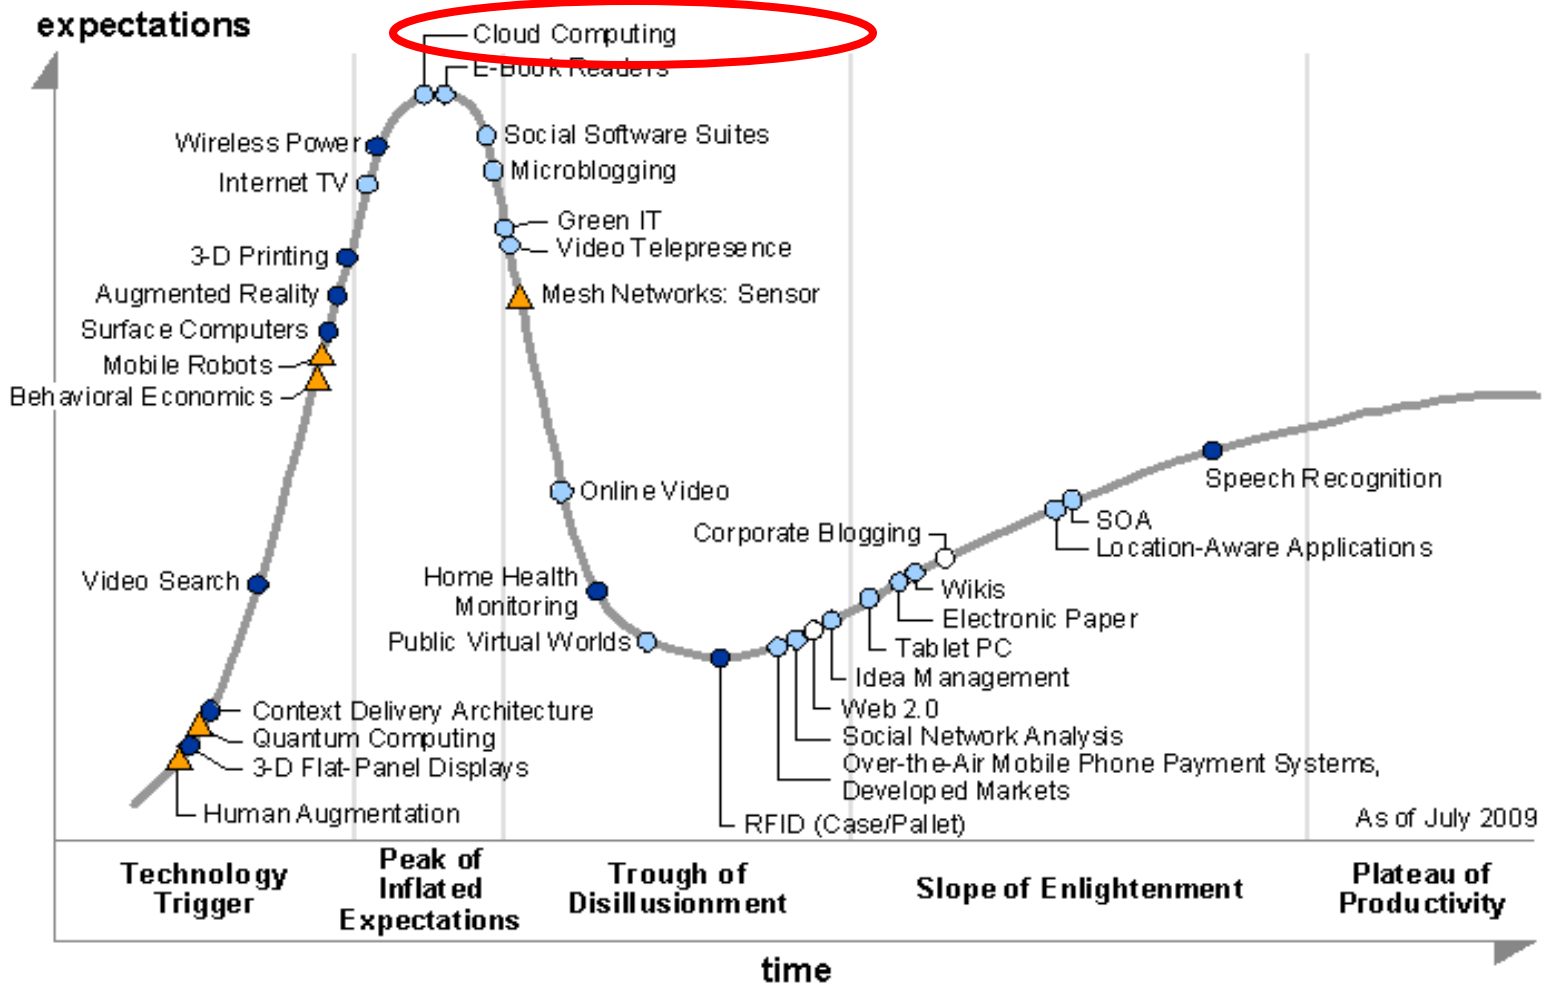 expectations
Cloud Computing
E-Book Readers
Wireless Power
Social Software Suites
Internet TV
Microblogging
Green IT
3-D Printing
Video Telepresence
Augmented Reality
Mesh Networks: Sensor
Surface Computers
Mobile Robots
Behavioral Economics
Online Video
Speech Recognition
SOA
Corporate Blogging
Location-Aware Applications
Video Search
Home Health
Monitoring
Wikis
Electronic Paper
Public Virtual Worlds
Tablet PC
Idea Management
Context Delivery Architecture
Web 2.0
Quantum Computing
Social Network Analysis
3-D Flat-Panel Displays
Over-the-Air Mobile Phone Payment Systems,
Developed Markets
Human Augmentation
RFID (Case/Pallet)
As of July 2009
Technology
Trigger
Peak of
Inflated
Expectations
Trough of
Disillusionment
Slope of Enlightenment
Plateau of
Productivity
time